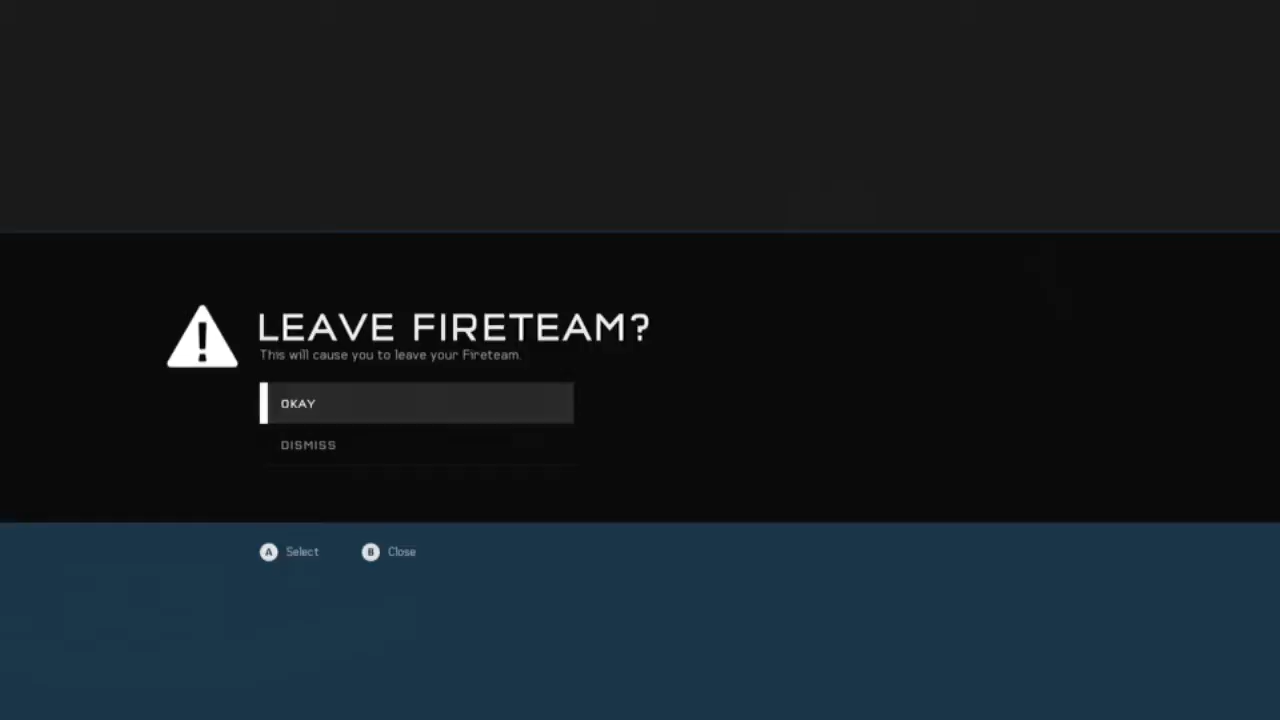 LEAVE FIRETEAM?
This will cause you to leave your Fireteam.
OKAY
DISMISS
A Select B Close